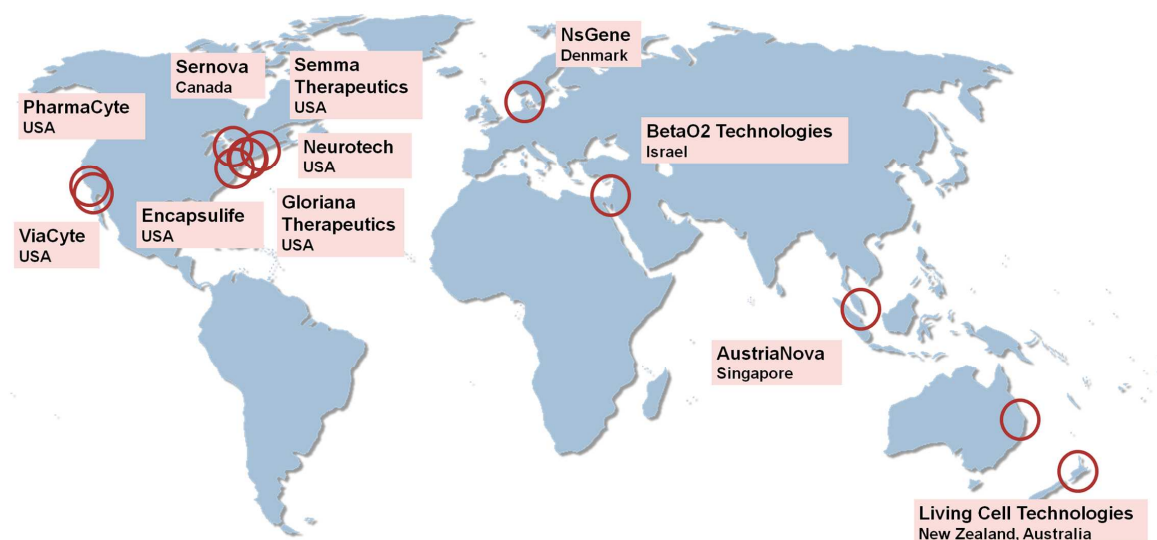 NsGene
Denmark
Sernova
Canada
Semma
Therapeutics
USA
PharmaCyte
USA
BetaO2 Technologies
Israel
Neurotech
USA
Encapsulife
USA
Gloriana
Therapeutics
USA
ViaCyte
USA
AustriaNova
Singapore
Living Cell Technologies
New Zealand, Australia